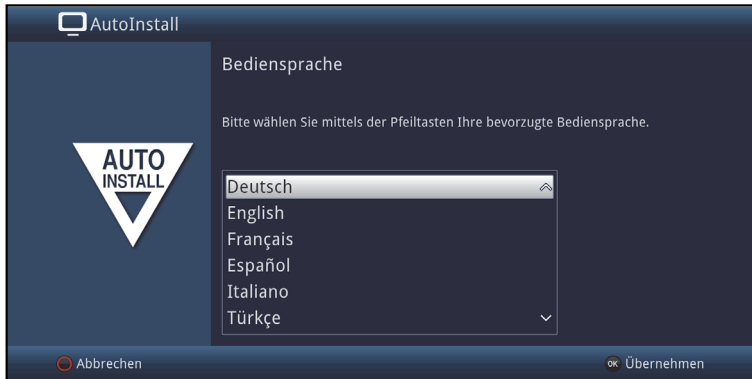 AutoInstall
Bediensprache
Bitte wählen Sie mittels der Pfeiltasten Ihre bevorzugte Bediensprache.
AUTO
INSTALL
Deutsch
English
Français
Español
Italiano
Türkçe
Abbrechen
OK Übernehmen